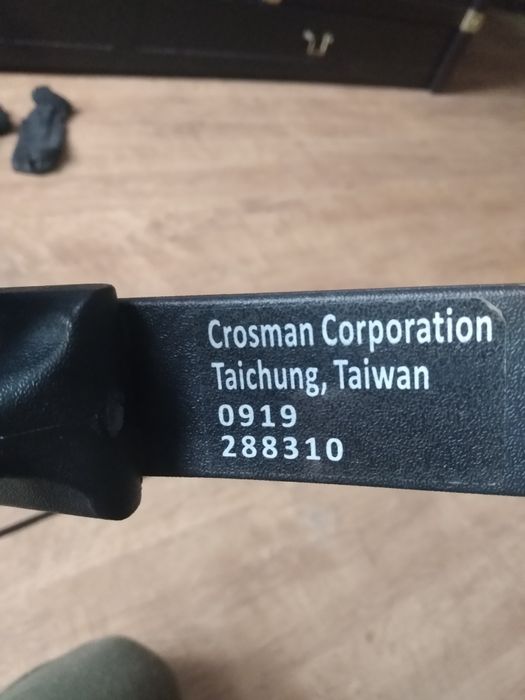 Crosman Corporation
Taichung, Taiwan
0919
288310